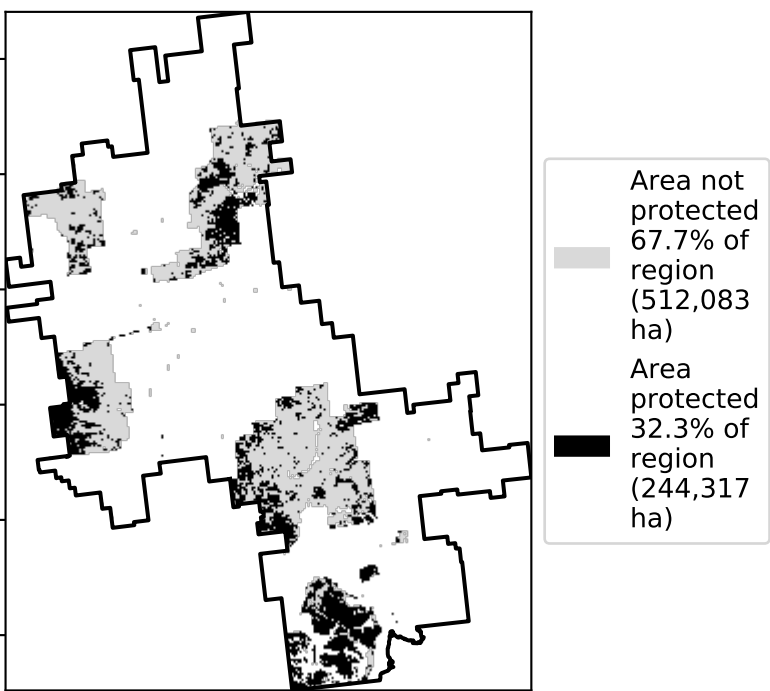 Area not
protected
67.7% of
region
(512,083
ha)
Area
protected
32.3% of
region
(244,317
ha)